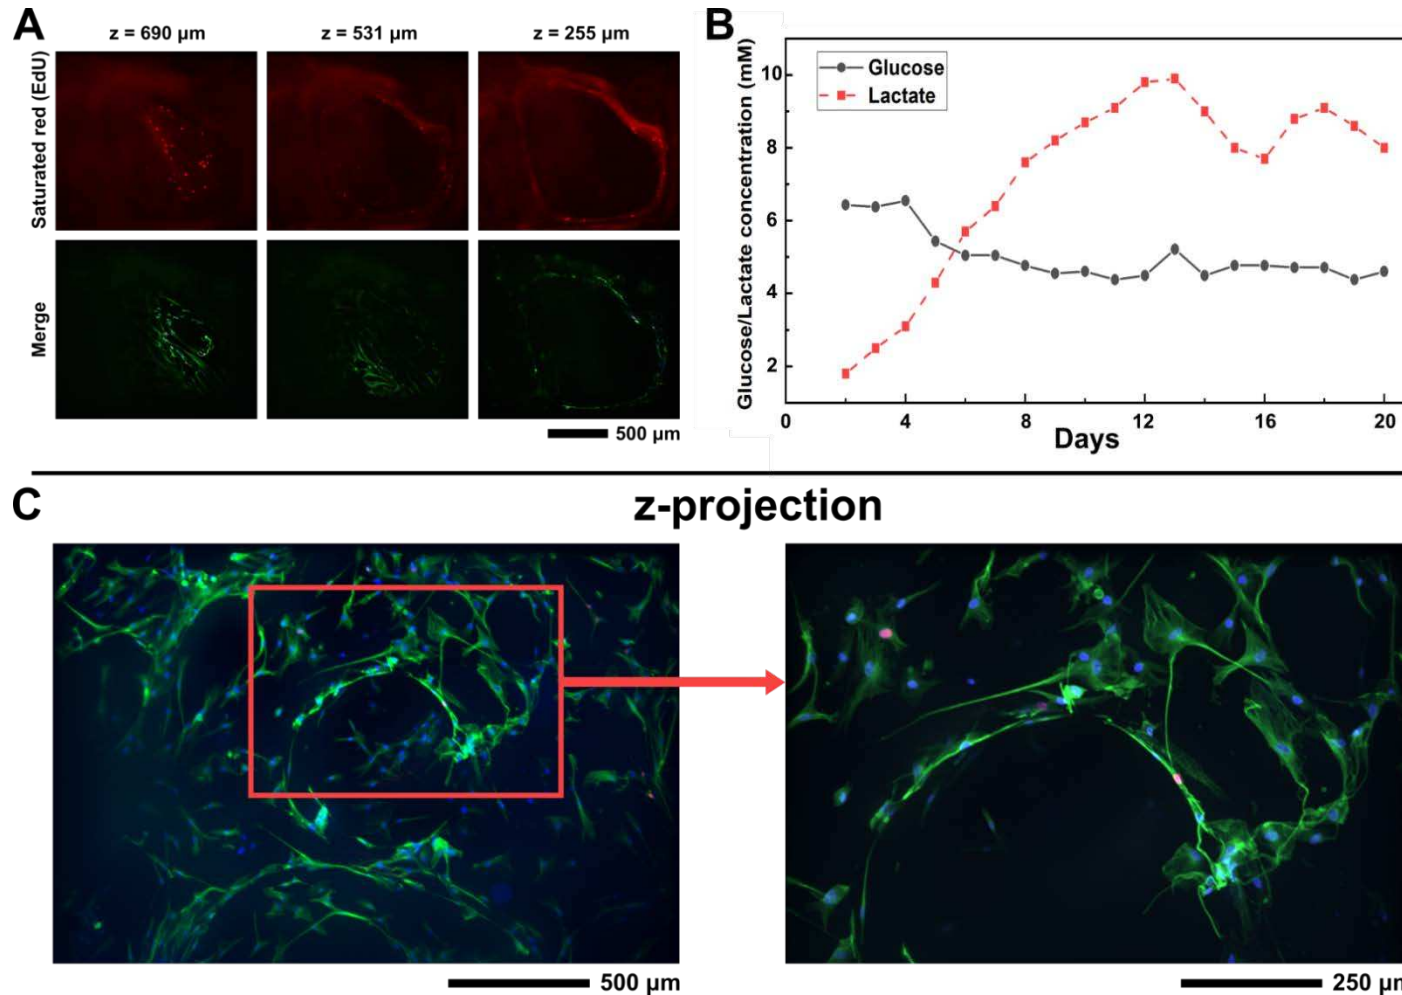 A
z = 690 µm
z = 531 µm
z = 255 µm
Saturated red (EdU)
Merge
500 µm
B
Glucose/Lactate concentration (mM)
10
8
6
4
2
Glucose
Lactate
0
4
8
12
16
20
Days
C
z-projection
500 µm
250 µm